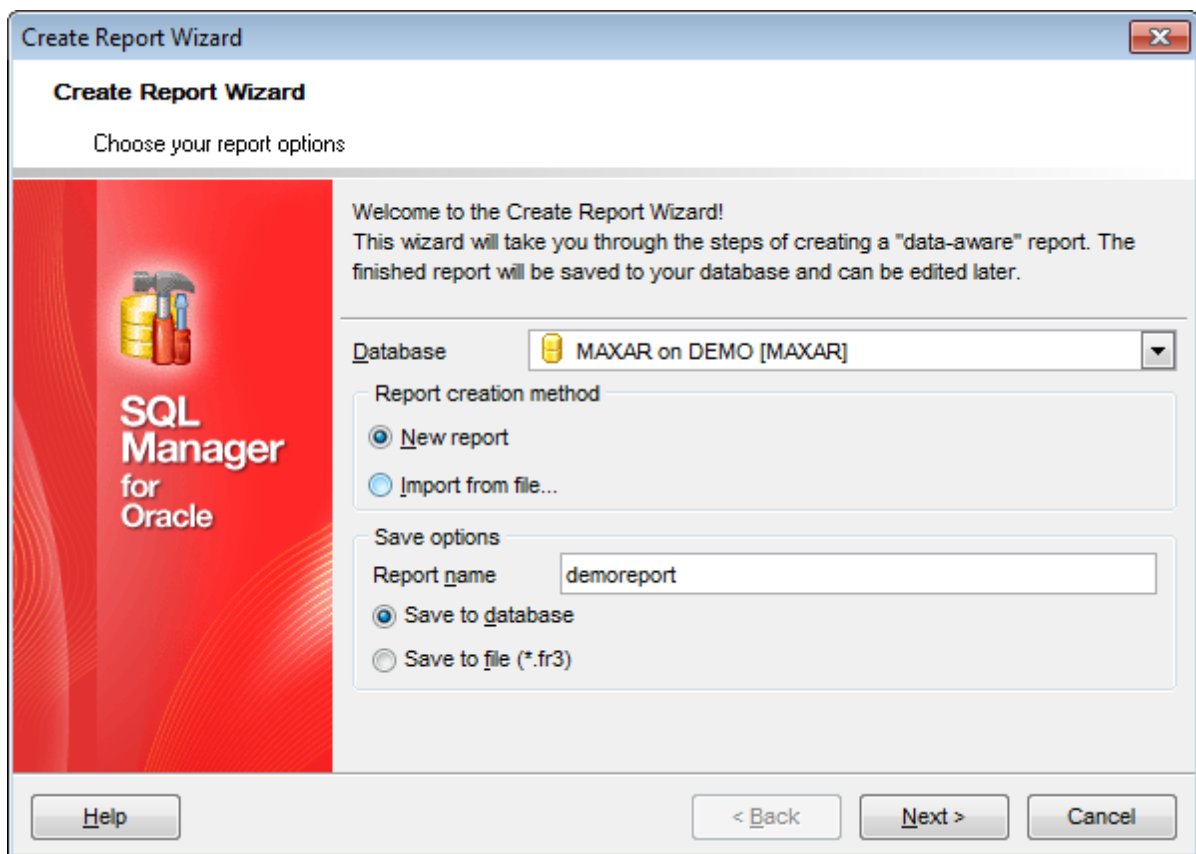 Create Report Wizard
Create Report Wizard
Choose your report options
SQL
Manager
for
Oracle
Welcome to the Create Report Wizard!
This wizard will take you through the steps of creating a "data-aware" report. The
finished report will be saved to your database and can be edited later.
Database MAXAR on DEMO [MAXAR]
Report creation method
New report
Import from file...
Save options
Report name demoreport
Save to database
Save to file (*.fr3)
Help < Back Next > Cancel